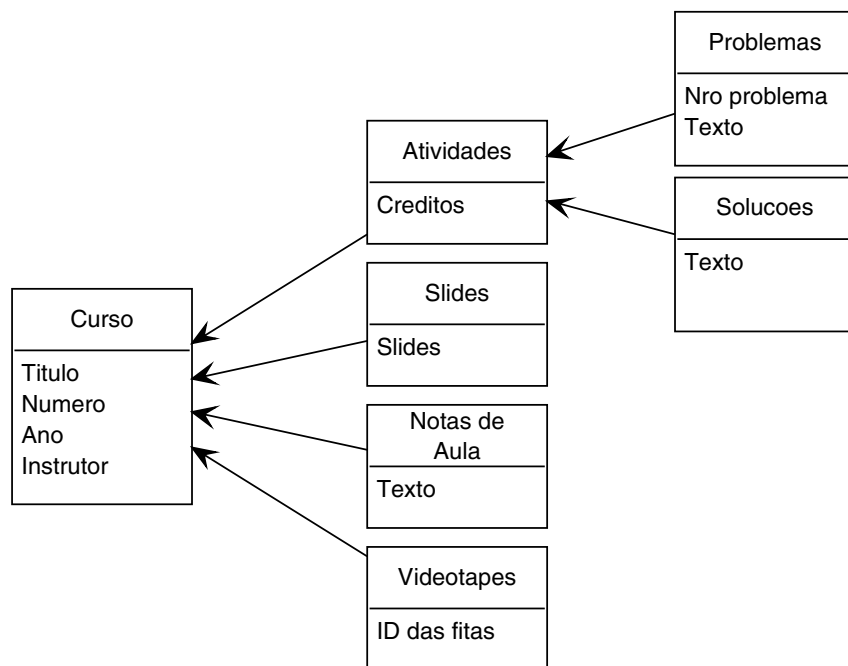 Problemas
Nro problema
Texto
Atividades
Creditos
Solucoes
Texto
Slides
Slides
Curso
Titulo
Numero
Ano
Instrutor
Notas de
Aula
Texto
Videotapes
ID das fitas